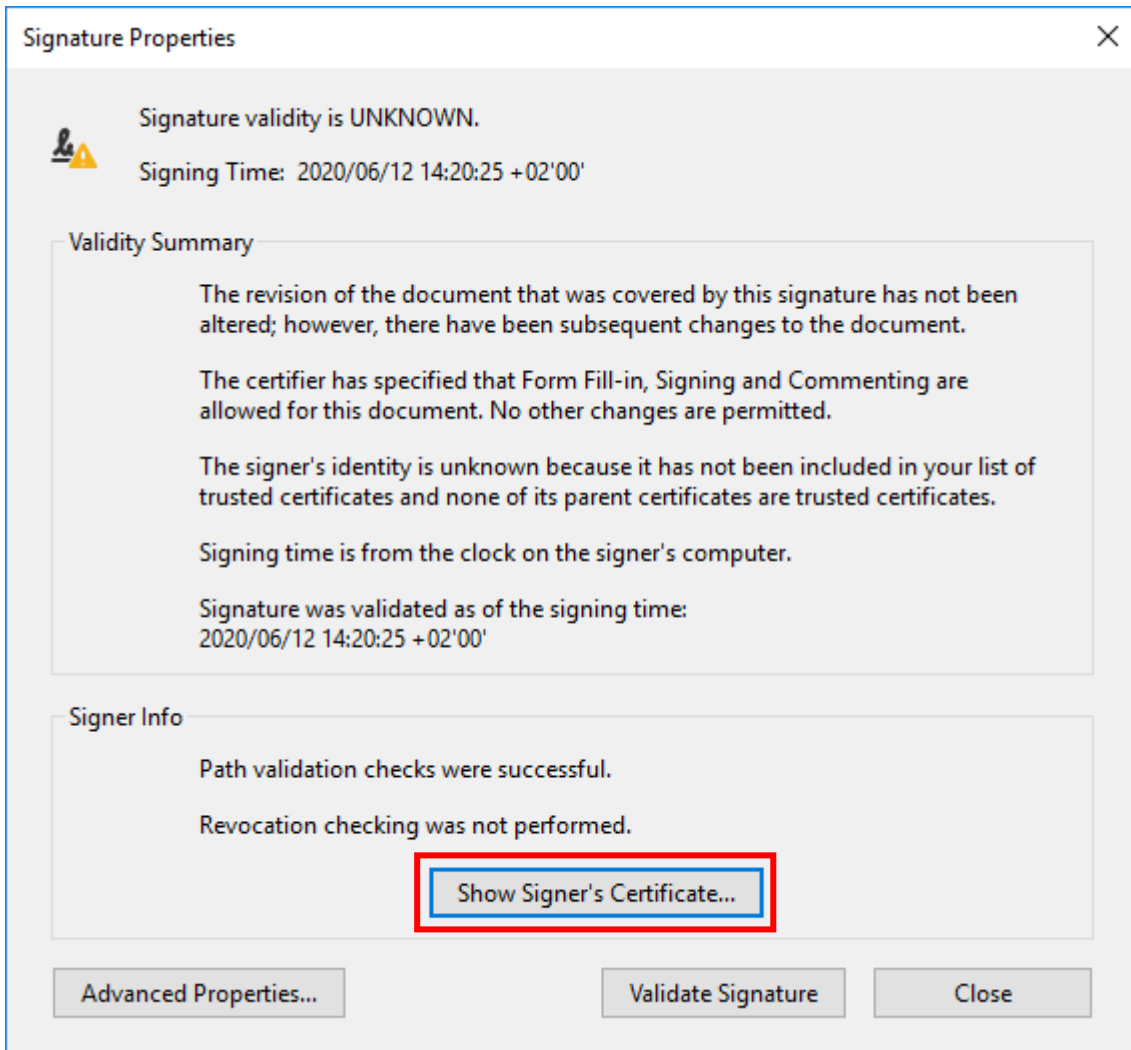 Signature Properties
Signature validity is UNKNOWN.
Signing Time:  2020/06/12 14:20:25 +02'00'
Validity Summary
The revision of the document that was covered by this signature has not been
altered; however, there have been subsequent changes to the document.
The certifier has specified that Form Fill-in, Signing and Commenting are
allowed for this document. No other changes are permitted.
The signer's identity is unknown because it has not been included in your list of
trusted certificates and none of its parent certificates are trusted certificates.
Signing time is from the clock on the signer's computer.
Signature was validated as of the signing time:
2020/06/12 14:20:25 +02'00'
Signer Info
Path validation checks were successful.
Revocation checking was not performed.
Show Signer's Certificate...
Advanced Properties...
Validate Signature
Close